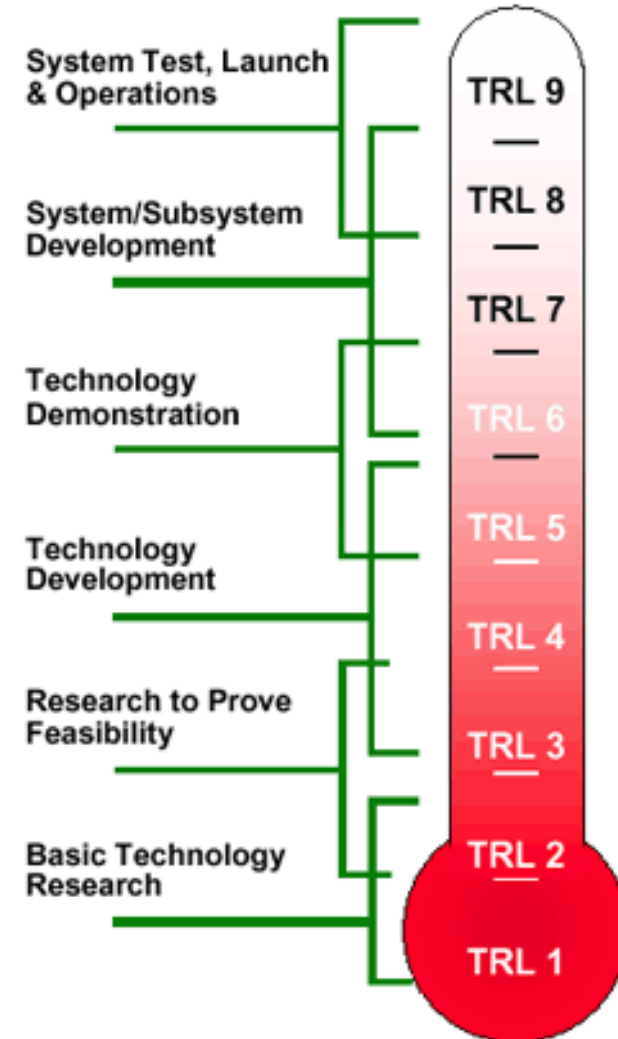 System Test, Launch
& Operations
System/Subsystem
Development
Technology
Demonstration
Technology
Development
Research to Prove
Feasibility
Basic Technology
Research
TRL 9
TRL 8
TRL 7
TRL 6
TRL 5
TRL 4
TRL 3
TRL 2
TRL 1